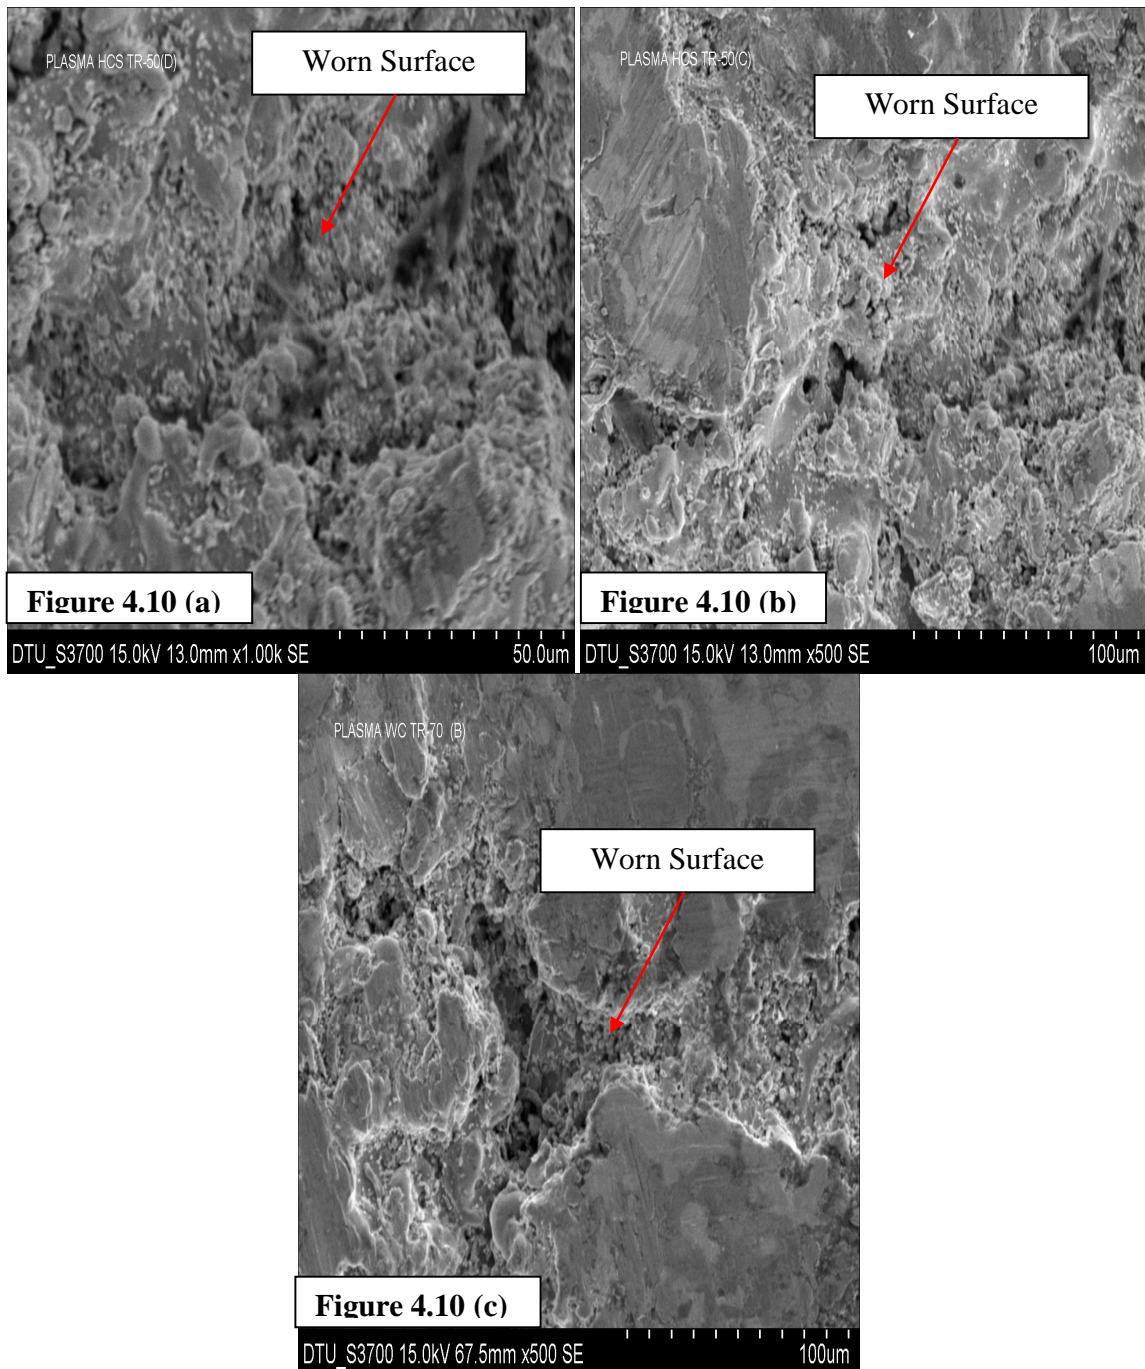 PLASMA HCS TR-50(D)
Worn Surface
Figure 4.10 (a)
DTU_S3700 15.0kV 13.0mm x1.00k SE
50.0um
PLASMA HCS TR-50(C)
Worn Surface
Figure 4.10 (b)
DTU_S3700 15.0kV 13.0mm x500 SE
100um
PLASMA WC TR-70 (B)
Worn Surface
Figure 4.10 (c)
DTU_S3700 15.0kV 67.5mm x500 SE
100um